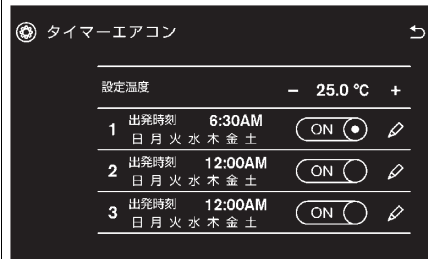 タイマーエアコン
設定温度 − 25.0 ℃ +
1 出発時刻 6:30AM ON
日 月 火 水 木 金 土
2 出発時刻 12:00AM ON
日 月 火 水 木 金 土
3 出発時刻 12:00AM ON
日 月 火 水 木 金 土